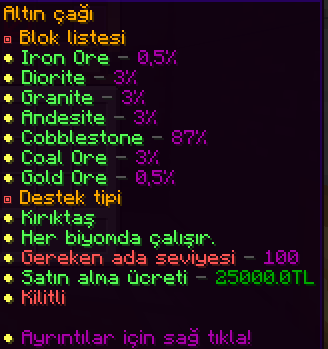 Altın çağı
Blok listesi
Iron Ore - 0,5%
Diorite - 3%
Granite - 3%
Andesite - 3%
Cobblestone - 87%
Coal Ore - 3%
Gold Ore - 0,5%
Destek tipi
Kırıktaş
Her biyomda çalışır.
Gereken ada seviyesi - 100
Satın alma ücreti - 25000.0TL
Kilitli
Ayrıntılar için sağ tıkla!